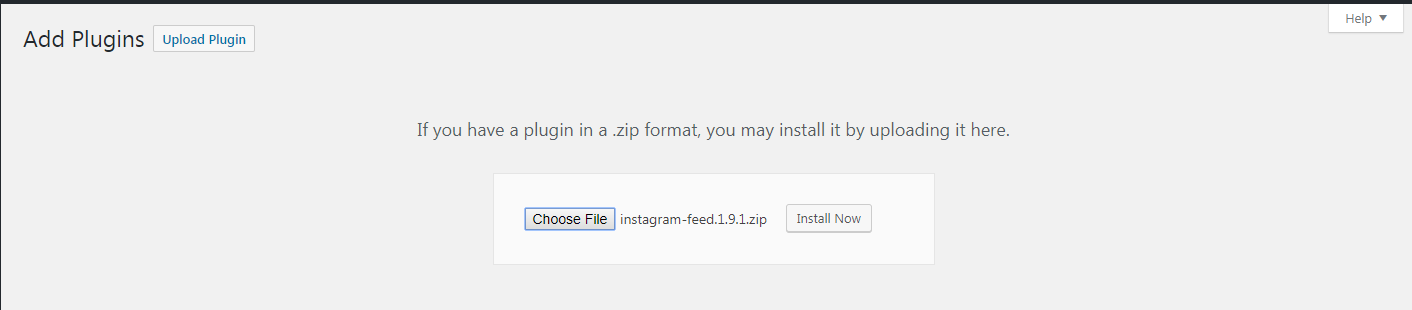 Help
Add Plugins Upload Plugin
If you have a plugin in a .zip format, you may install it by uploading it here.
Choose File instagram-feed.1.9.1.zip Install Now